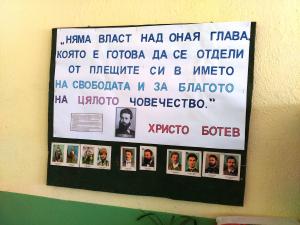 „НЯМА ВЛАСТ НАД ОНАЯ ГЛАВА,
КОЯТО Е ГОТОВА ДА СЕ ОТДЕЛИ
ОТ ПЛЕЩИТЕ СИ В ИМЕТО
НА СВОБОДАТА И ЗА БЛАГОТО
НА ЦЯЛОТО ЧОВЕЧЕСТВО.“
ХРИСТО БОТЕВ